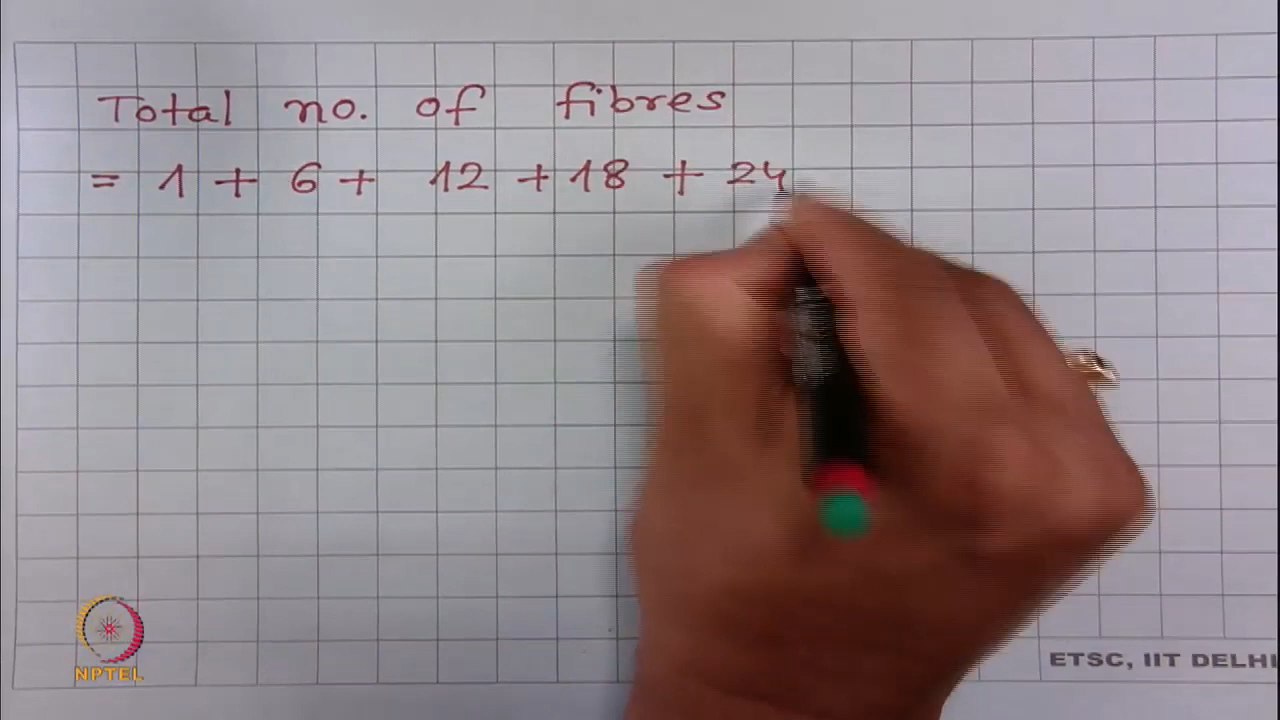 Total no. of fibres
= 1 + 6 + 12 + 18 + 24
NPTEL
ETSC, IIT DELHI